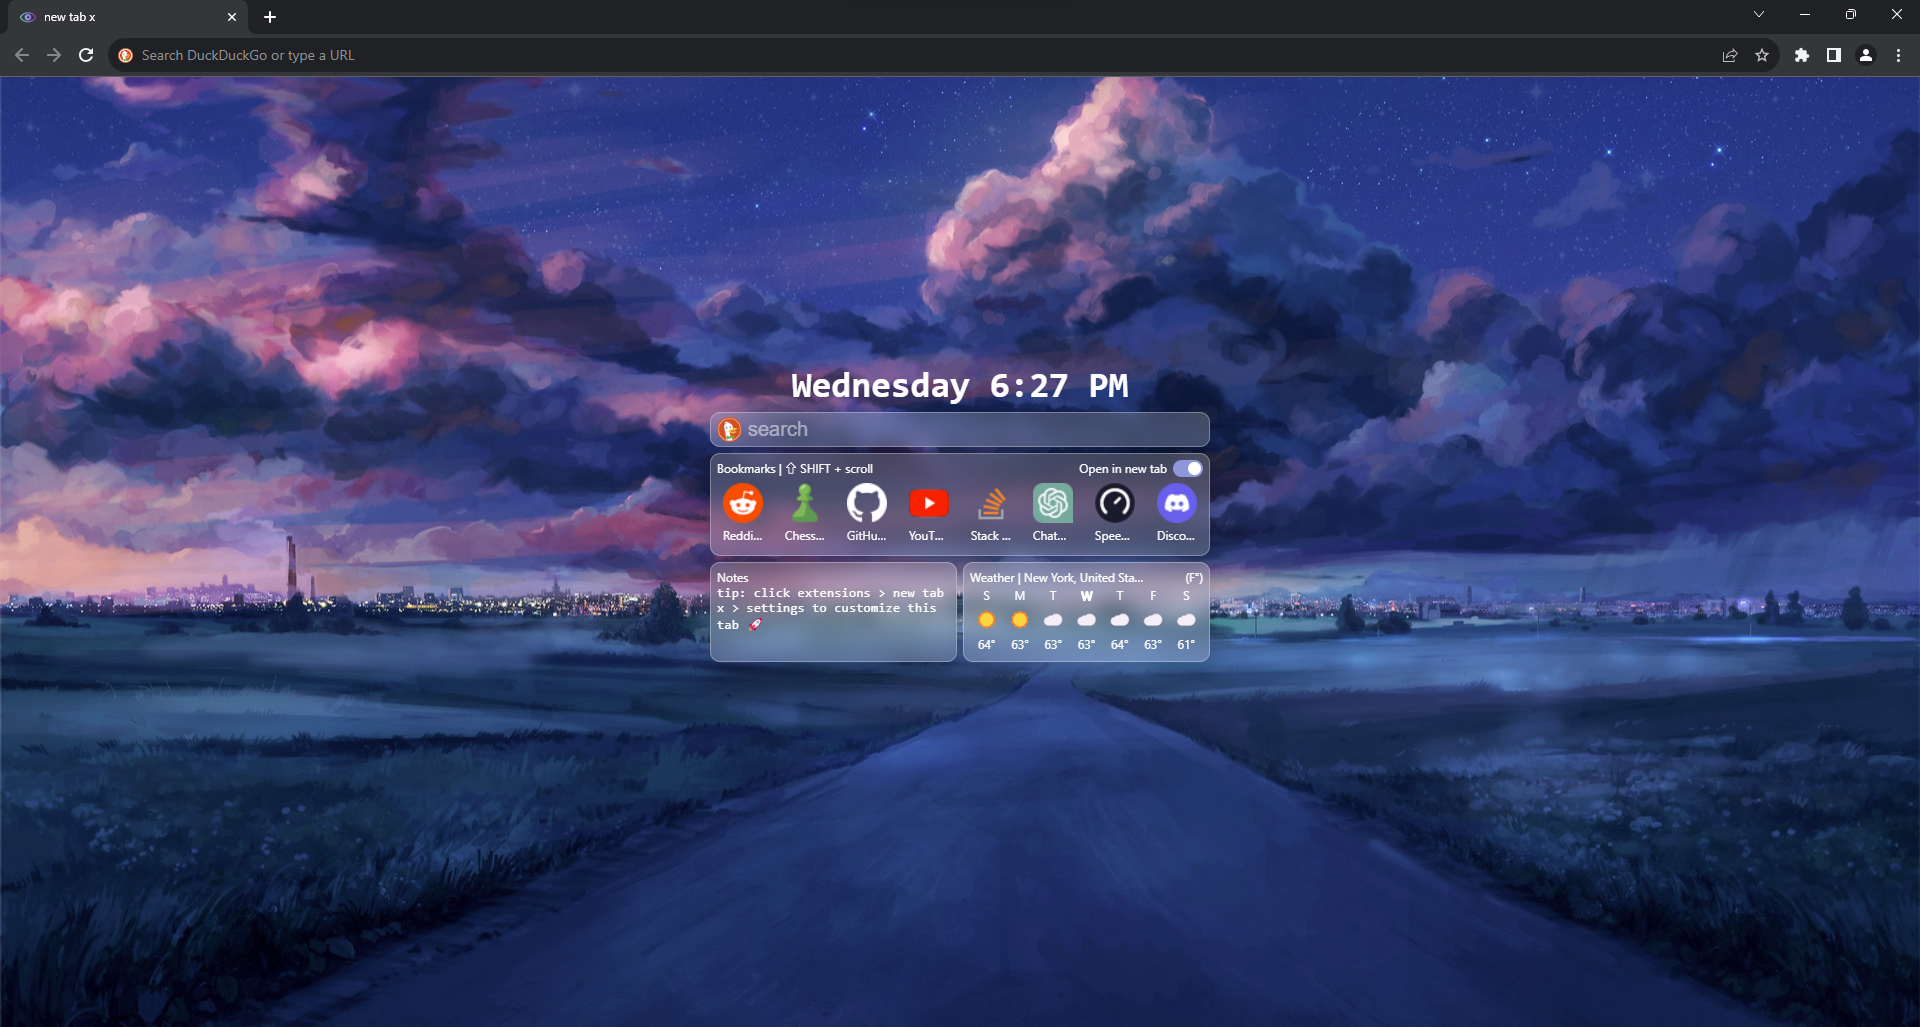 new tab x
Search DuckDuckGo or type a URL
Wednesday 6:27 PM
search
Bookmarks | ⇧ SHIFT + scroll
Open in new tab
Reddi... Chess... GitHu... YouT... Stack ... Chat... Spee... Disco...
Notes
tip: click extensions > new tab
x > settings to customize this
tab 🚀
Weather | New York, United Sta... (F°)
S M T W T F S
64° 63° 63° 63° 64° 63° 61°